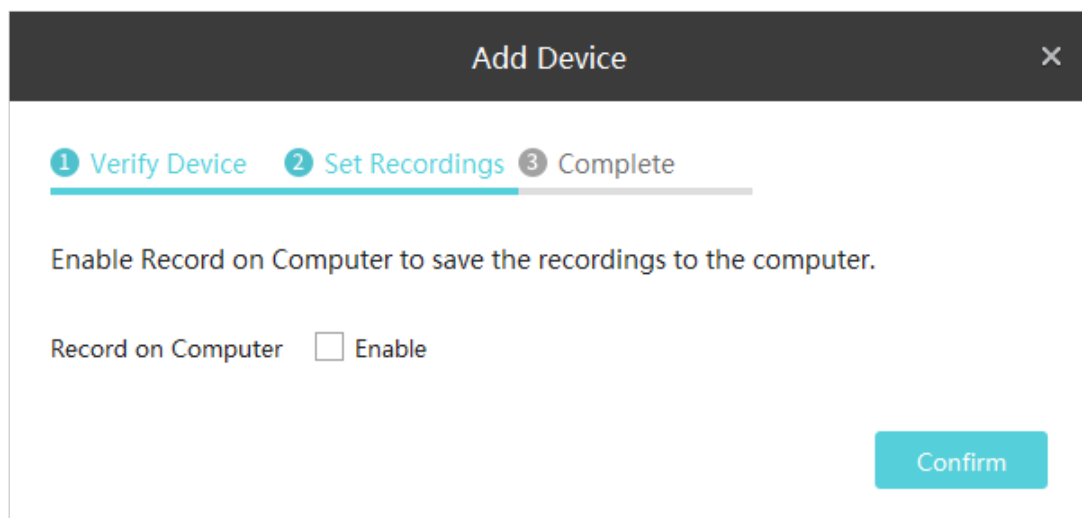 Add Device
1 Verify Device 2 Set Recordings 3 Complete
Enable Record on Computer to save the recordings to the computer.
Record on Computer Enable
Confirm